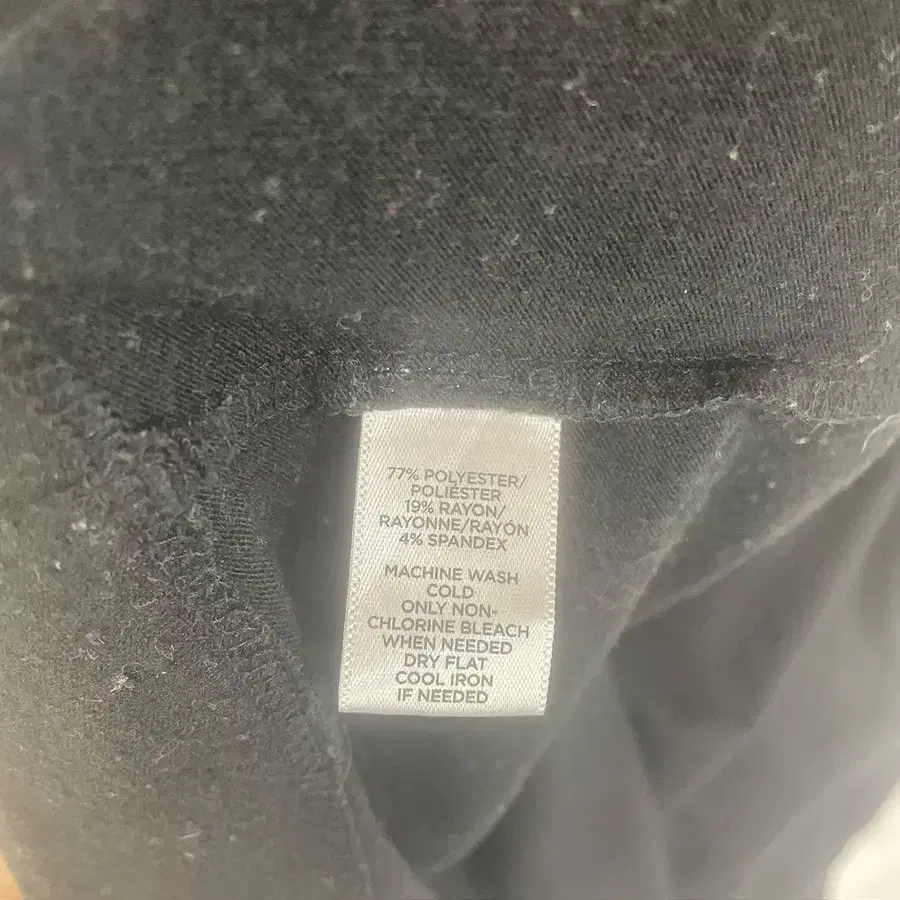 77% POLYESTER/
POLIESTER
19% RAYON/
RAYONNE/RAYÓN
4% SPANDEX
MACHINE WASH
COLD
ONLY NON-
CHLORINE BLEACH
WHEN NEEDED
DRY FLAT
COOL IRON
IF NEEDED